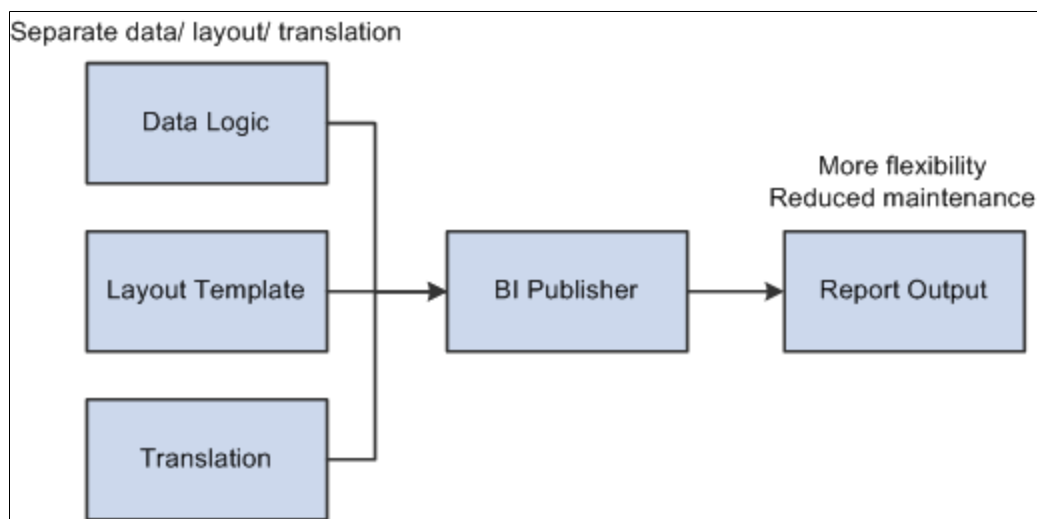 Separate data/ layout/ translation
Data Logic
More flexibility
Reduced maintenance
Layout Template
BI Publisher
Report Output
Translation